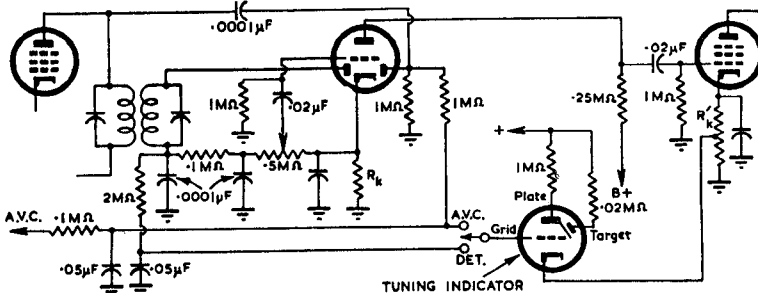 .0001μF
.02μF
1MΩ
.02μF
1MΩ
1MΩ
.25MΩ
1MΩ
R'k
.1MΩ
.5MΩ
Rk
+
1MΩ
B+
2MΩ
.0001μF
Plate
.02MΩ
A.V.C.
.1MΩ
A.V.C.
Grid
Target
DET.
.05μF
.05μF
TUNING INDICATOR